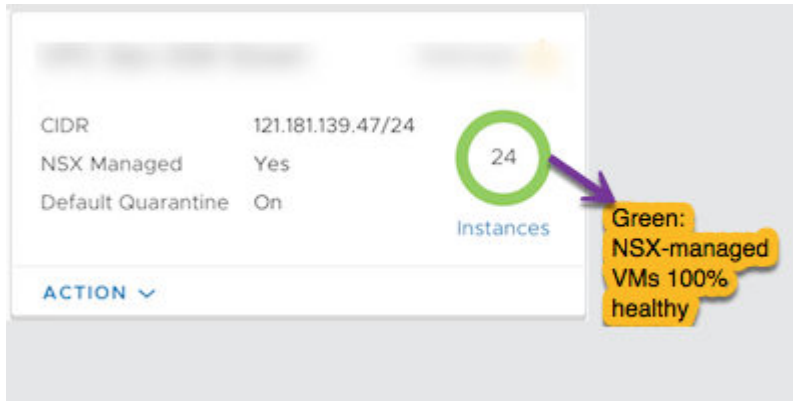 CIDR 121.181.139.47/24
NSX Managed Yes
Default Quarantine On
24
Instances
ACTION
Green:
NSX-managed
VMs 100%
healthy